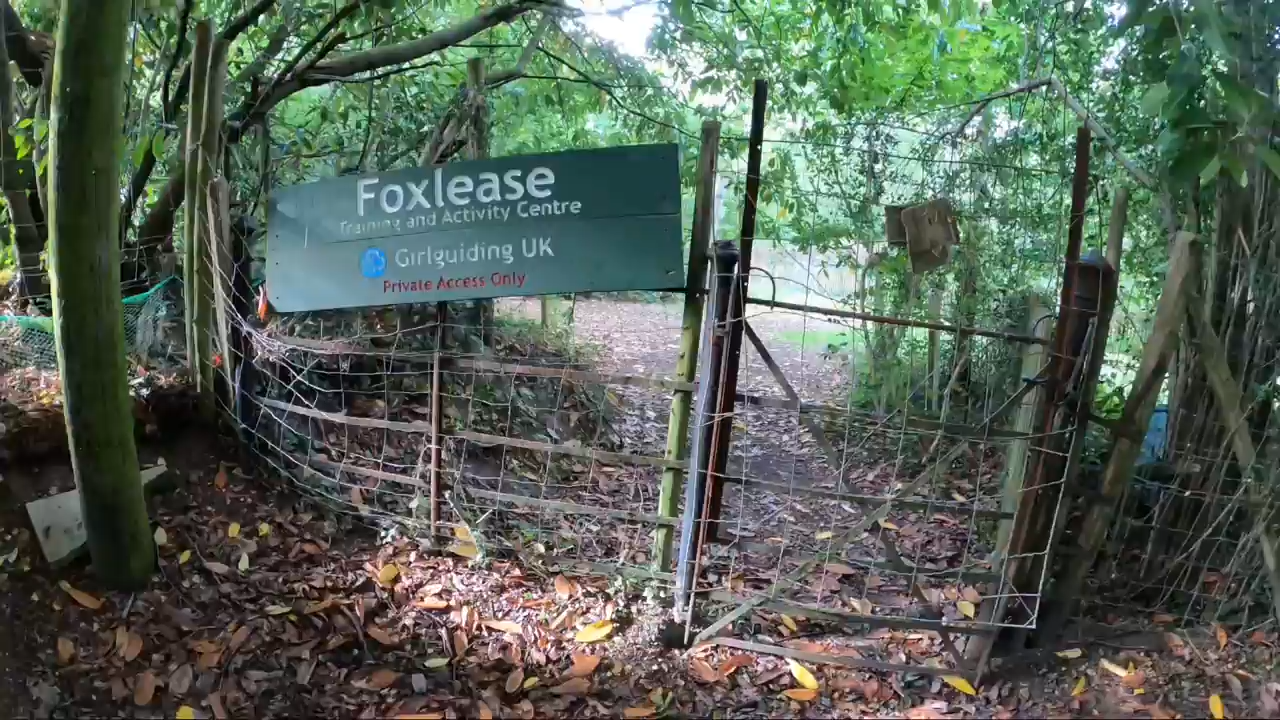 Foxlease
Training and Activity Centre
Girlguiding UK
Private Access Only